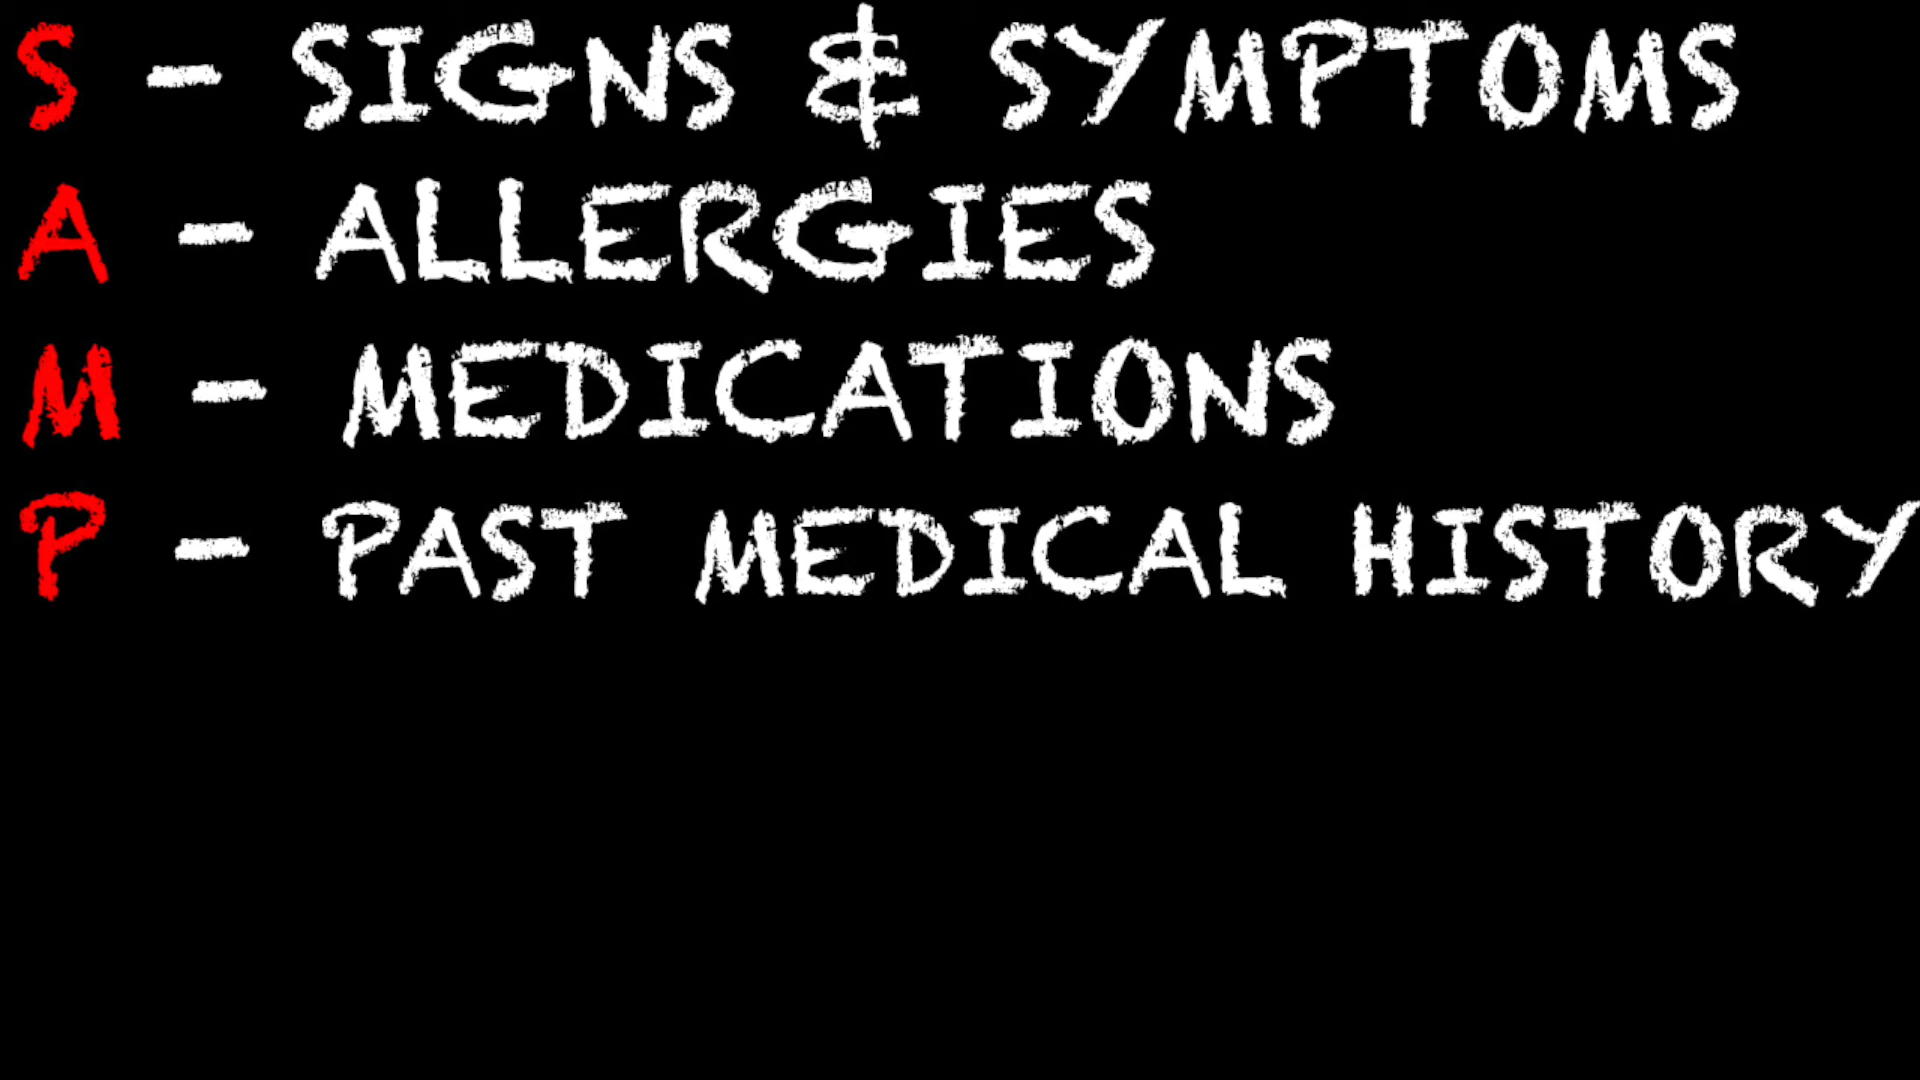 S - SIGNS & SYMPTOMS
A - ALLERGIES
M - MEDICATIONS
P - PAST MEDICAL HISTORY